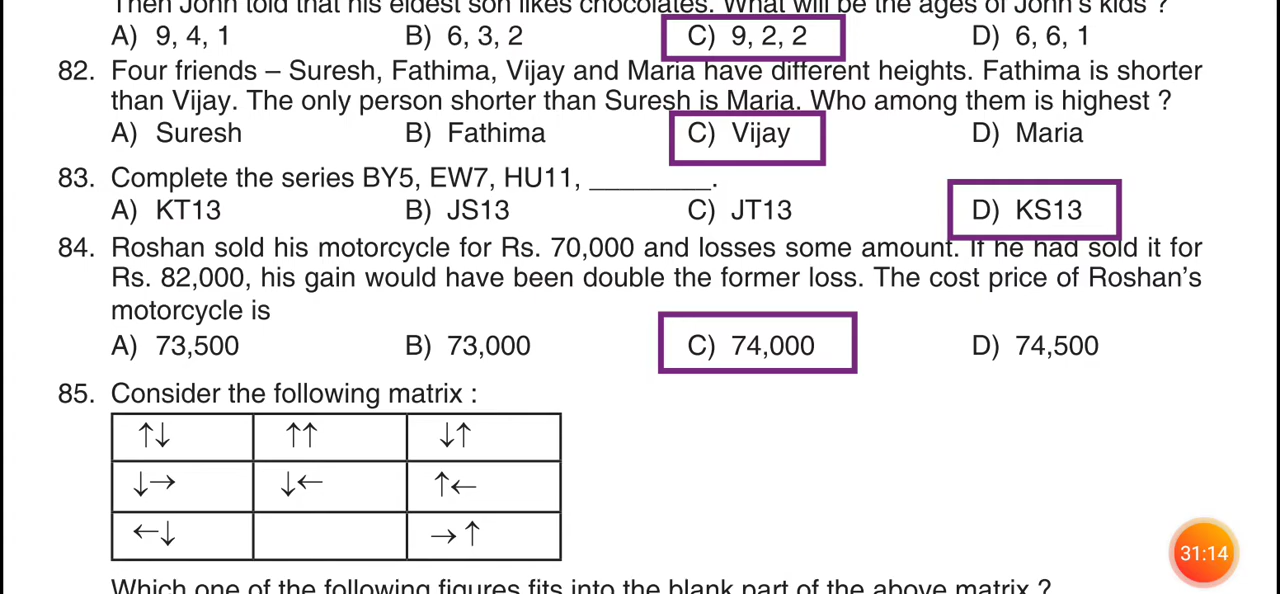 Then John told that his eldest son likes chocolates. What will be the ages of John's kids ?
A) 9, 4, 1 B) 6, 3, 2 C) 9, 2, 2 D) 6, 6, 1
82. Four friends – Suresh, Fathima, Vijay and Maria have different heights. Fathima is shorter
than Vijay. The only person shorter than Suresh is Maria. Who among them is highest ?
A) Suresh B) Fathima C) Vijay D) Maria
83. Complete the series BY5, EW7, HU11, ________.
A) KT13 B) JS13 C) JT13 D) KS13
84. Roshan sold his motorcycle for Rs. 70,000 and losses some amount. If he had sold it for
Rs. 82,000, his gain would have been double the former loss. The cost price of Roshan's
motorcycle is
A) 73,500 B) 73,000 C) 74,000 D) 74,500
85. Consider the following matrix :
↑↓ ↑↑ ↓↑
↓→ ↓← ↑←
←↓ →↑
31:14
Which one of the following figures fits into the blank part of the above matrix ?